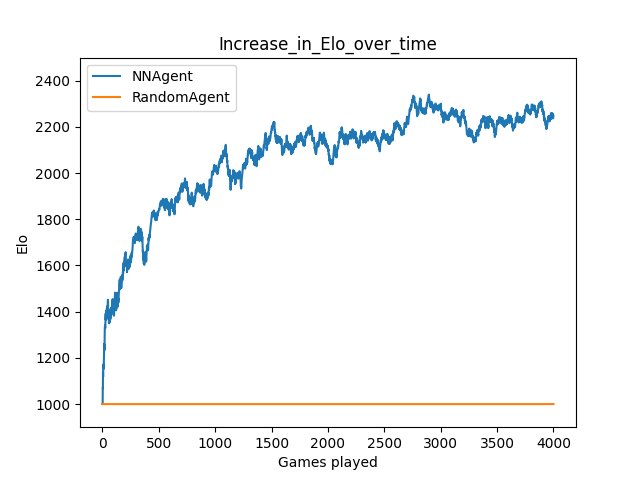 Increase_in_Elo_over_time
NNAgent
RandomAgent
2400
2200
2000
1800
1600
1400
1200
1000
Elo
0 500 1000 1500 2000 2500 3000 3500 4000
Games played